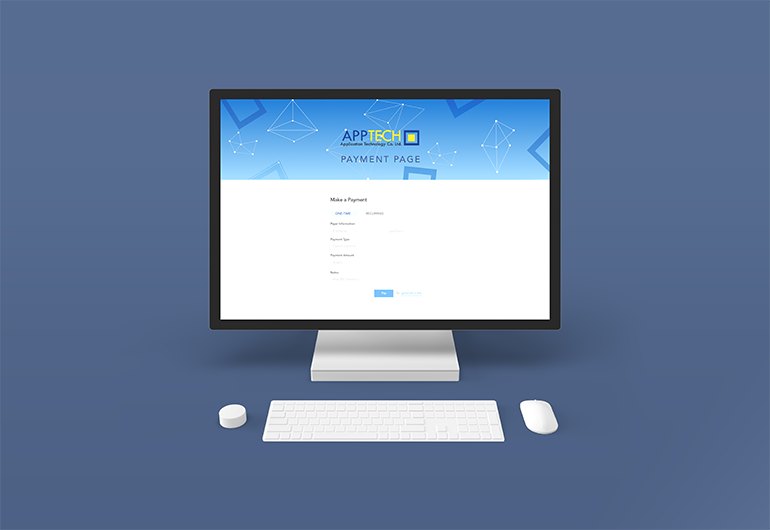 APPTECH
Application Technology Co. Ltd.
PAYMENT PAGE
Make a Payment
ONE-TIME RECURRING
Payer Information
Payment Type
Payment Amount
Notes
Pay